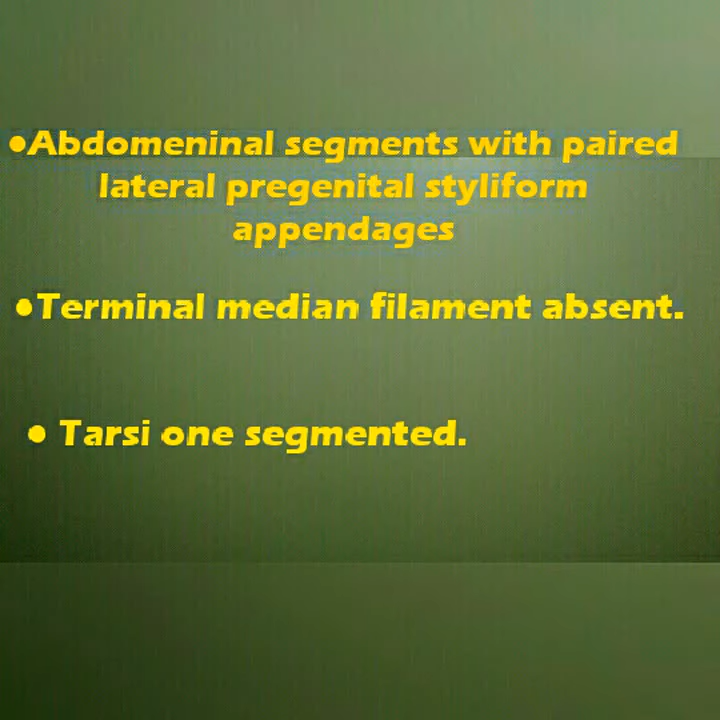 •Abdomeninal segments with paired
lateral pregenital styliform
appendages
•Terminal median filament absent.
• Tarsi one segmented.